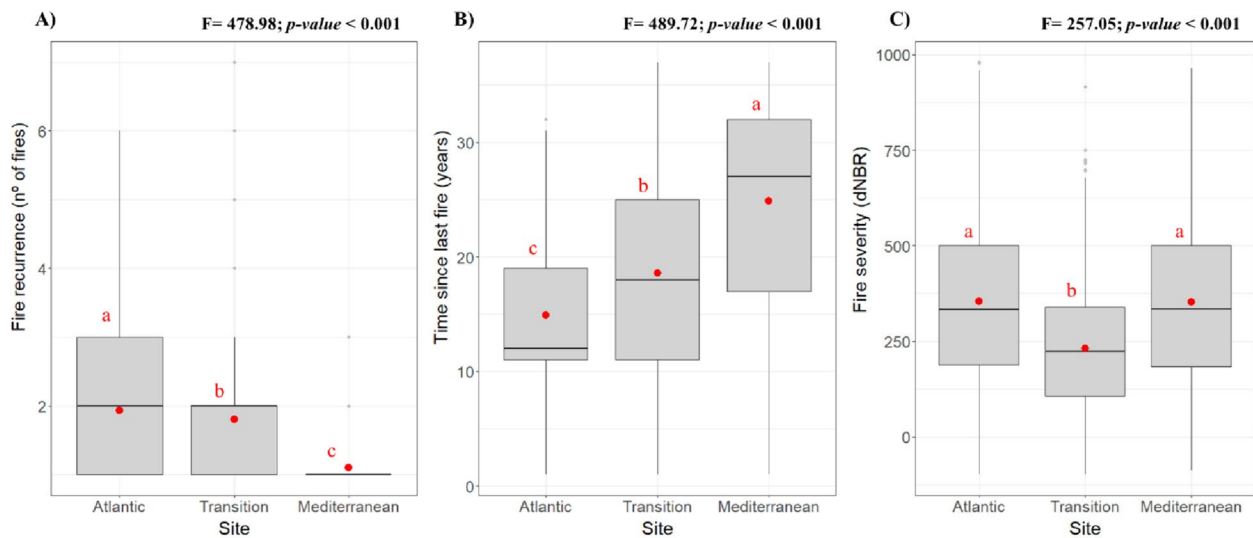 A)
F= 478.98; p-value < 0.001
Fire recurrence (nº of fires)
6
4
2
a
b
c
Atlantic
Transition
Mediterranean
Site
B)
F= 489.72; p-value < 0.001
Time since last fire (years)
30
20
10
0
c
b
a
Atlantic
Transition
Mediterranean
Site
C)
F= 257.05; p-value < 0.001
Fire severity (dNBR)
1000
750
500
250
0
a
b
a
Atlantic
Transition
Mediterranean
Site